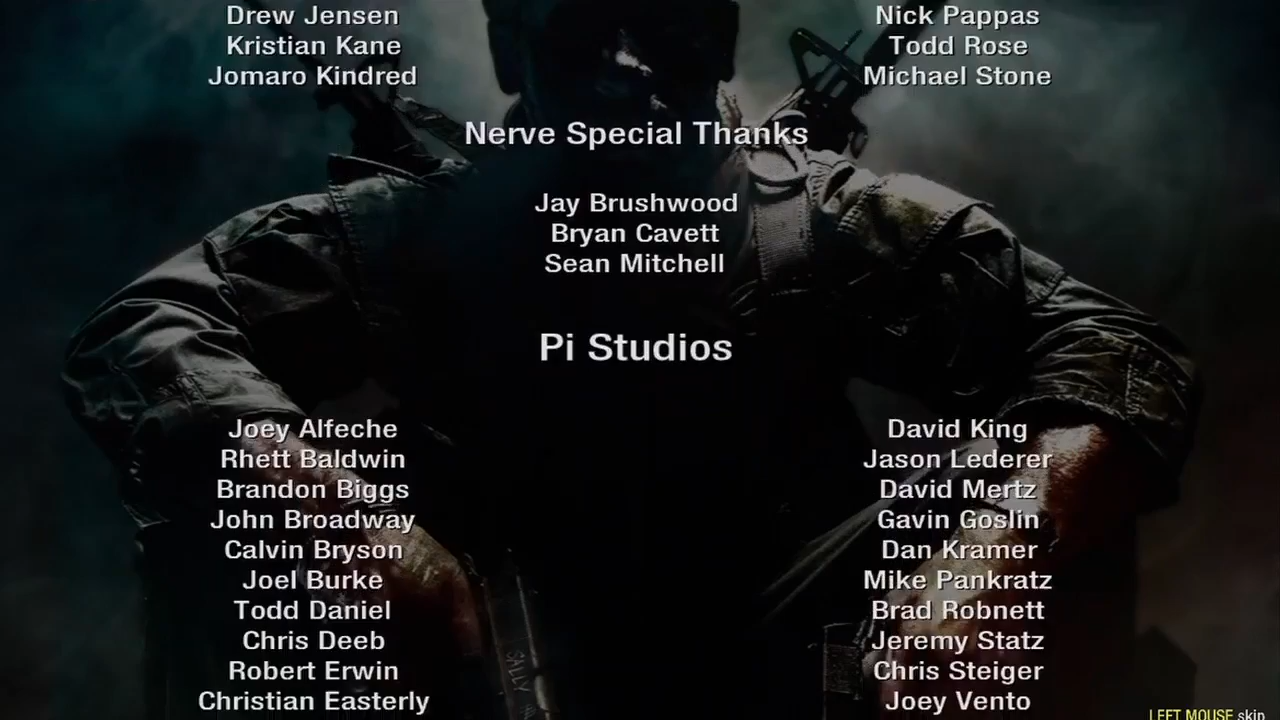 Drew Jensen
Kristian Kane
Jomaro Kindred
Nick Pappas
Todd Rose
Michael Stone
Nerve Special Thanks
Jay Brushwood
Bryan Cavett
Sean Mitchell
Pi Studios
Joey Alfeche
Rhett Baldwin
Brandon Biggs
John Broadway
Calvin Bryson
Joel Burke
Todd Daniel
Chris Deeb
Robert Erwin
Christian Easterly
David King
Jason Lederer
David Mertz
Gavin Goslin
Dan Kramer
Mike Pankratz
Brad Robnett
Jeremy Statz
Chris Steiger
Joey Vento
SALLY
LEFT MOUSE skip